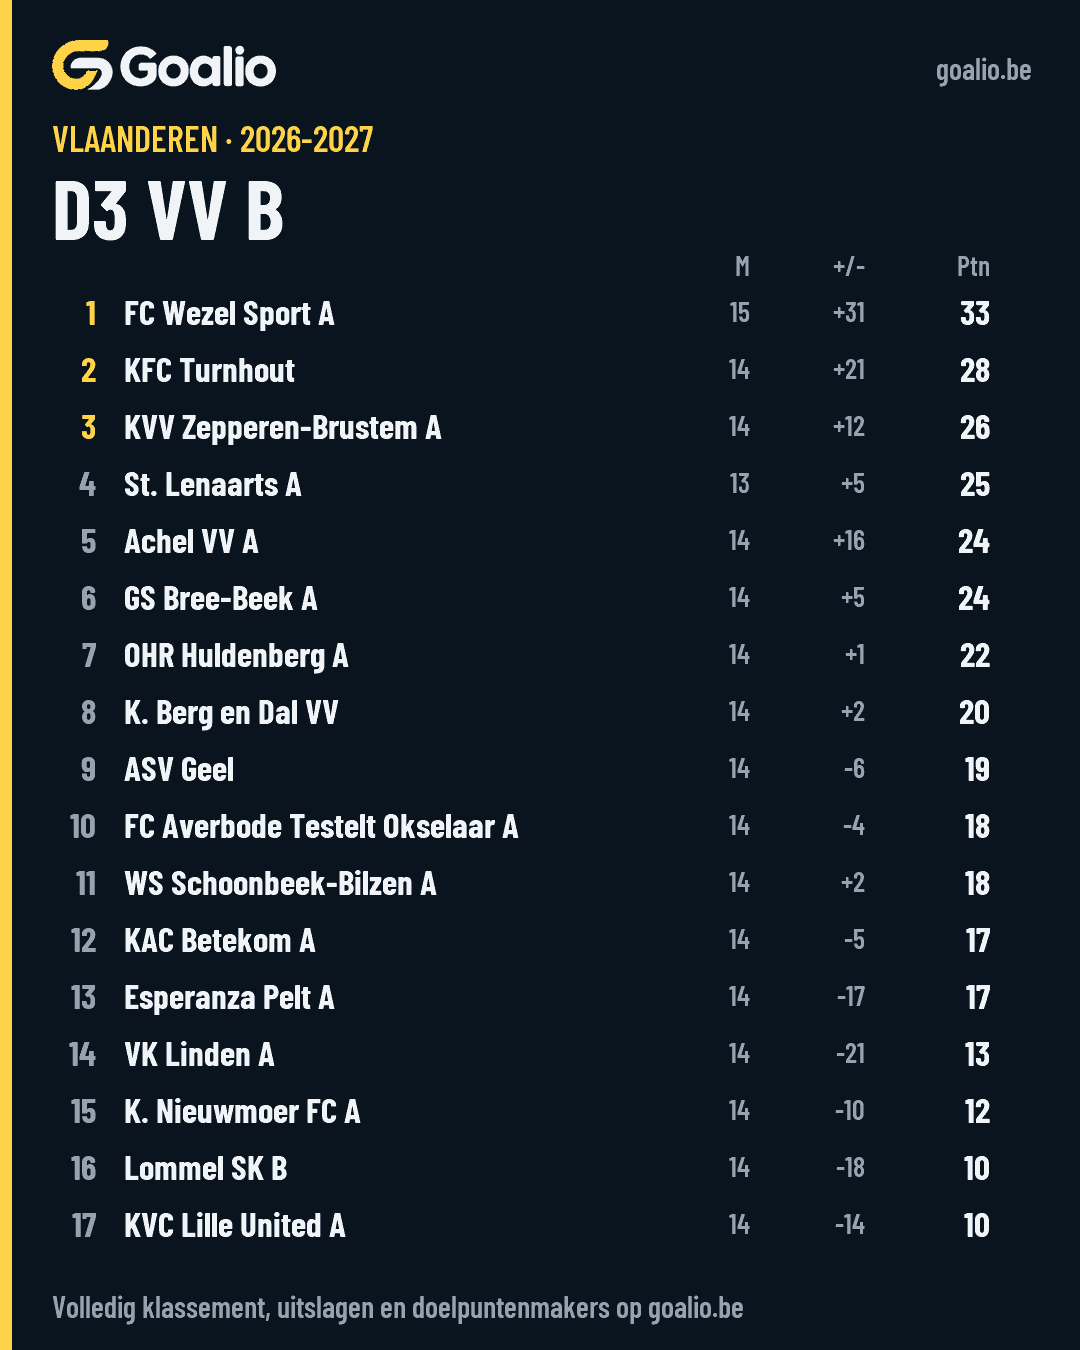 Goalio goalio.be
VLAANDEREN · 2026-2027
D3 VV B
M +/- Ptn
1 FC Wezel Sport A 15 +31 33
2 KFC Turnhout 14 +21 28
3 KVV Zepperen-Brustem A 14 +12 26
4 St. Lenaarts A 13 +5 25
5 Achel VV A 14 +16 24
6 GS Bree-Beek A 14 +5 24
7 OHR Huldenberg A 14 +1 22
8 K. Berg en Dal VV 14 +2 20
9 ASV Geel 14 -6 19
10 FC Averbode Testelt Okselaar A 14 -4 18
11 WS Schoonbeek-Bilzen A 14 +2 18
12 KAC Betekom A 14 -5 17
13 Esperanza Pelt A 14 -17 17
14 VK Linden A 14 -21 13
15 K. Nieuwmoer FC A 14 -10 12
16 Lommel SK B 14 -18 10
17 KVC Lille United A 14 -14 10
Volledig klassement, uitslagen en doelpuntenmakers op goalio.be